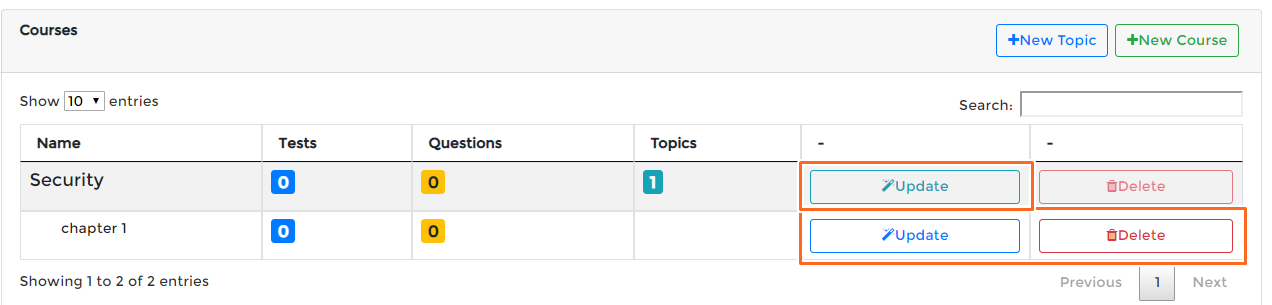 Courses
+New Topic +New Course
Show 10 entries
Search:
Name Tests Questions Topics - -
Security 0 0 1 Update Delete
chapter 1 0 0 Update Delete
Showing 1 to 2 of 2 entries
Previous 1 Next